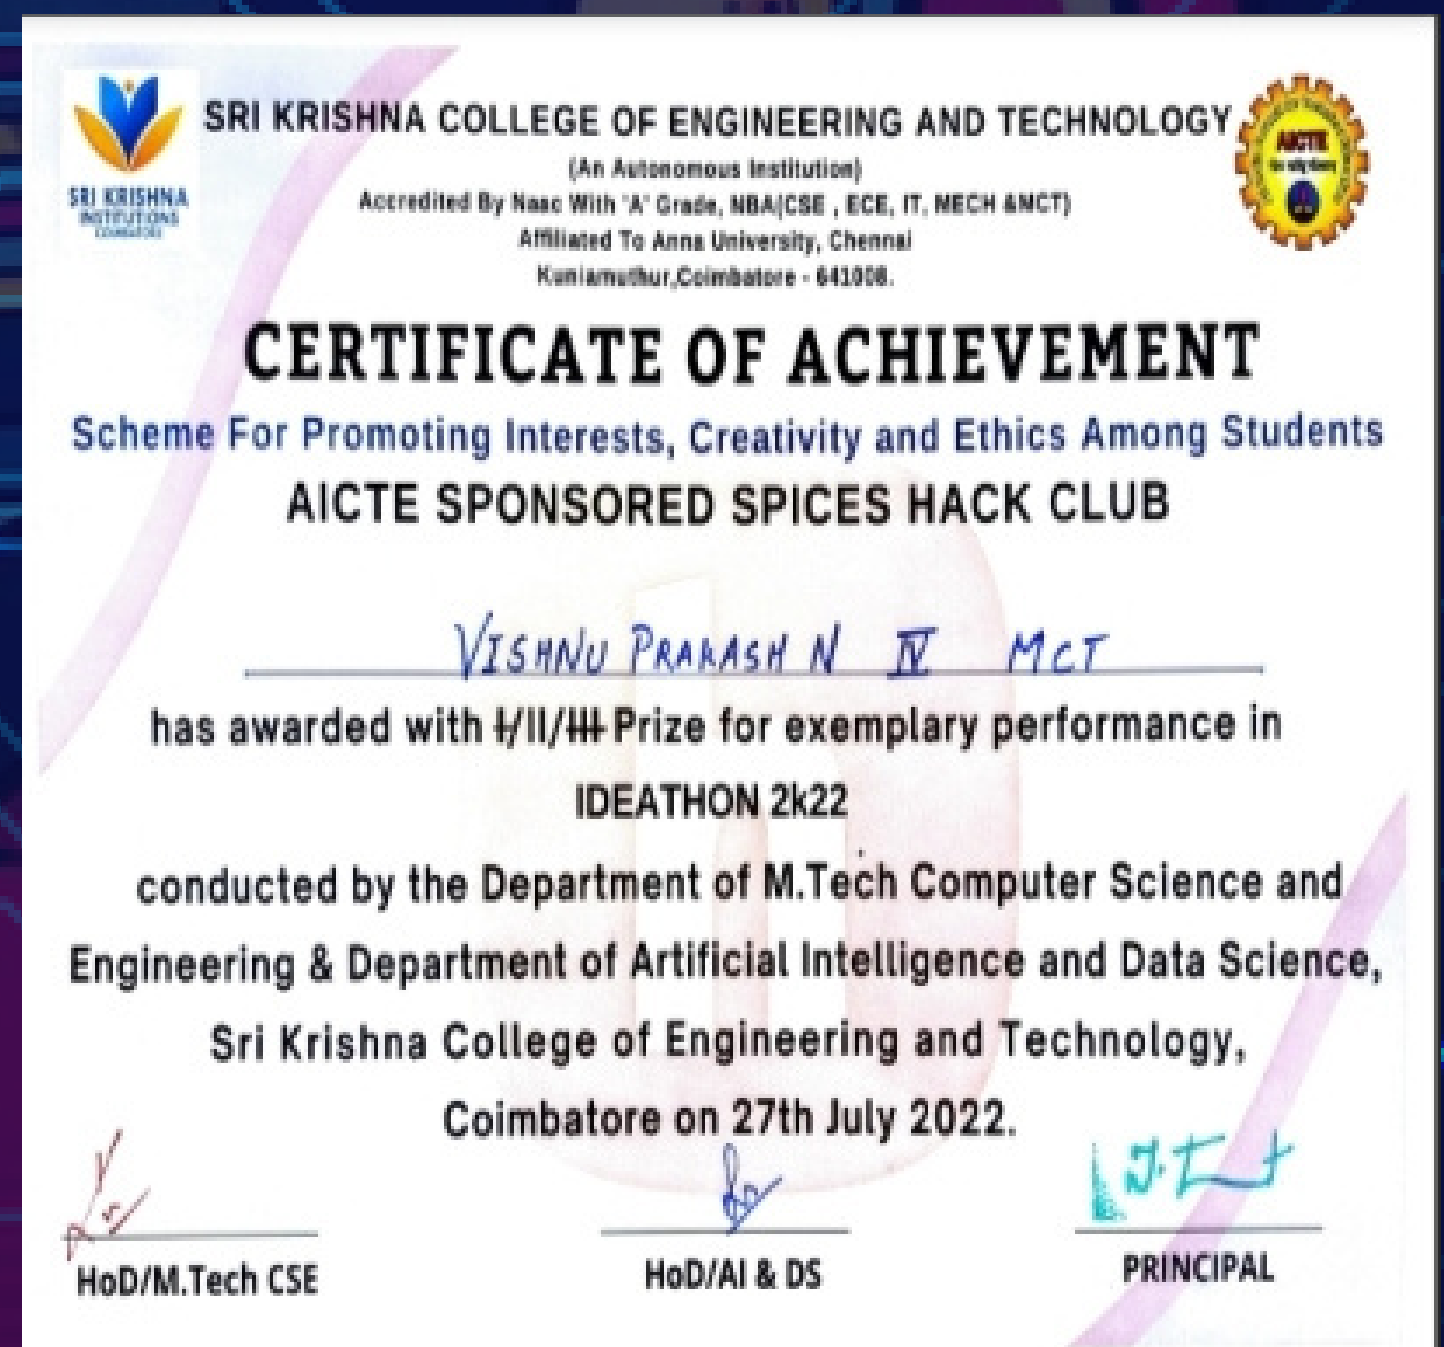 SRI KRISHNA
INSTITUTIONS
COIMBATORE
SRI KRISHNA COLLEGE OF ENGINEERING AND TECHNOLOGY
(An Autonomous Institution)
Accredited By Naac With "A" Grade, NBA(CSE , ECE, IT, MECH &MCT)
Affiliated To Anna University, Chennai
Kuniamuthur,Coimbatore - 641008.
AICTE
CERTIFICATE OF ACHIEVEMENT
Scheme For Promoting Interests, Creativity and Ethics Among Students
AICTE SPONSORED SPICES HACK CLUB
VISHNU PRAKASH N IV MCT
has awarded with I/II/III Prize for exemplary performance in
IDEATHON 2k22
conducted by the Department of M.Tech Computer Science and
Engineering & Department of Artificial Intelligence and Data Science,
Sri Krishna College of Engineering and Technology,
Coimbatore on 27th July 2022.
HoD/M.Tech CSE
HoD/AI & DS
PRINCIPAL